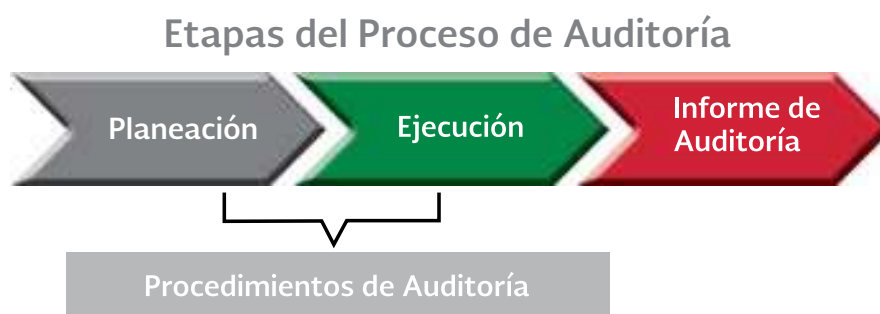 Etapas del Proceso de Auditoría
Planeación
Ejecución
Informe de
Auditoría
Procedimientos de Auditoría